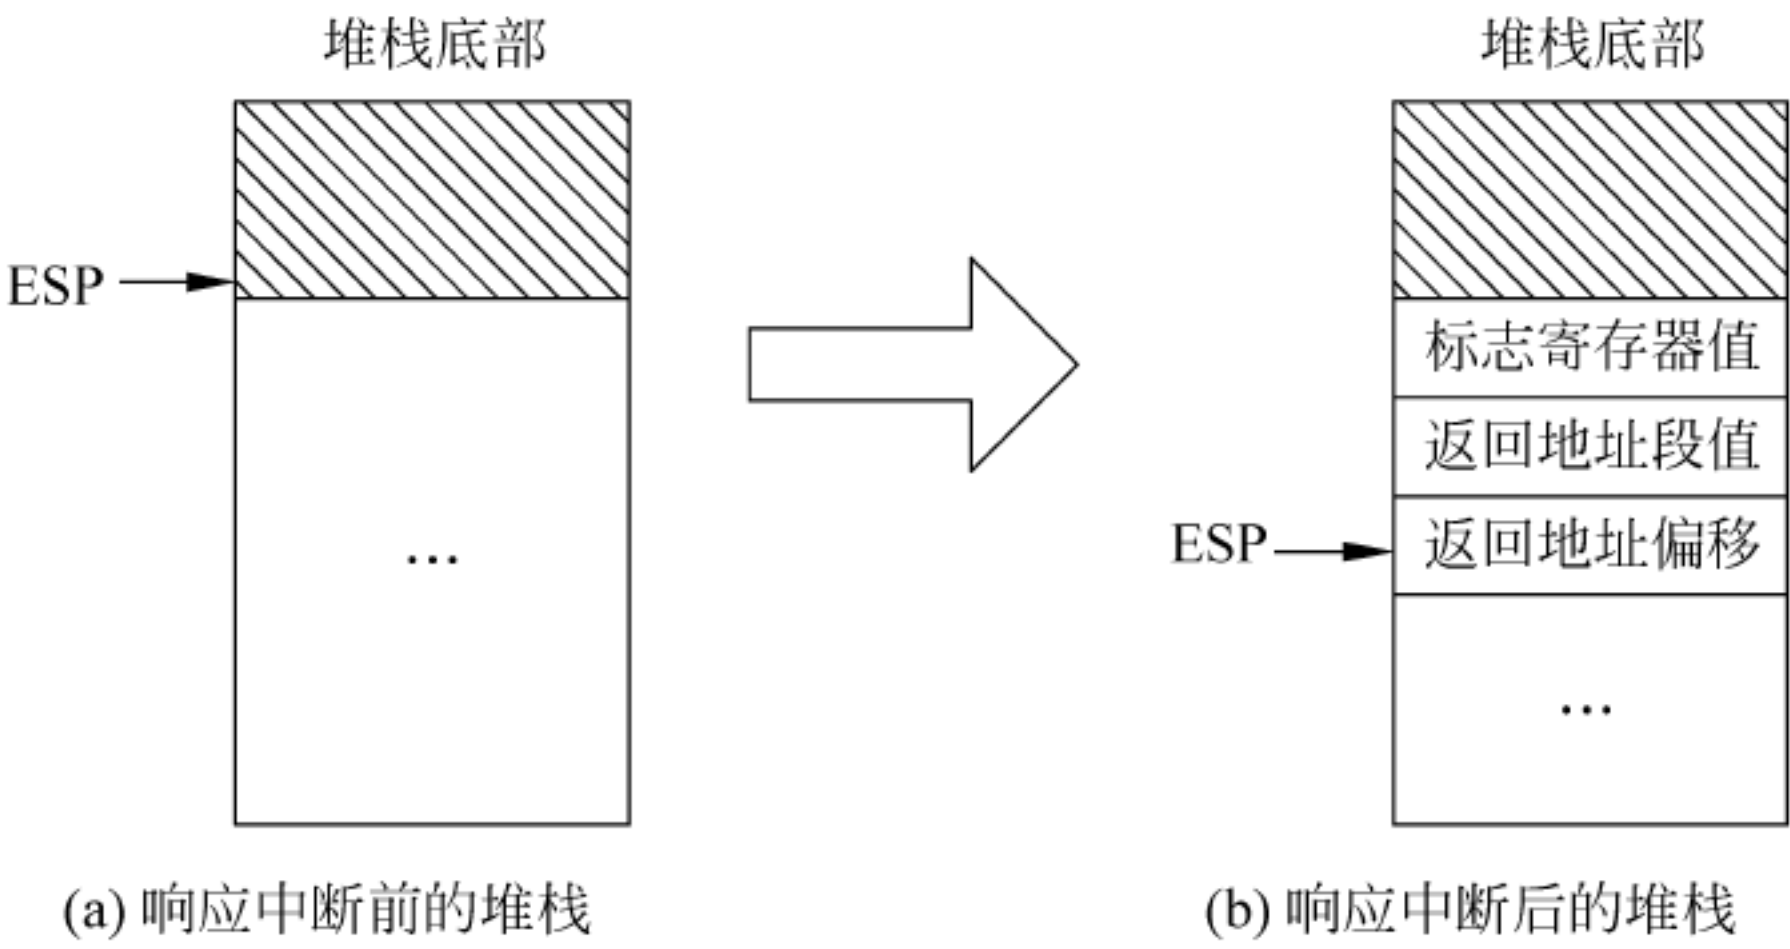 堆栈底部
堆栈底部
ESP
标志寄存器值
返回地址段值
ESP
返回地址偏移
…
…
(a) 响应中断前的堆栈
(b) 响应中断后的堆栈